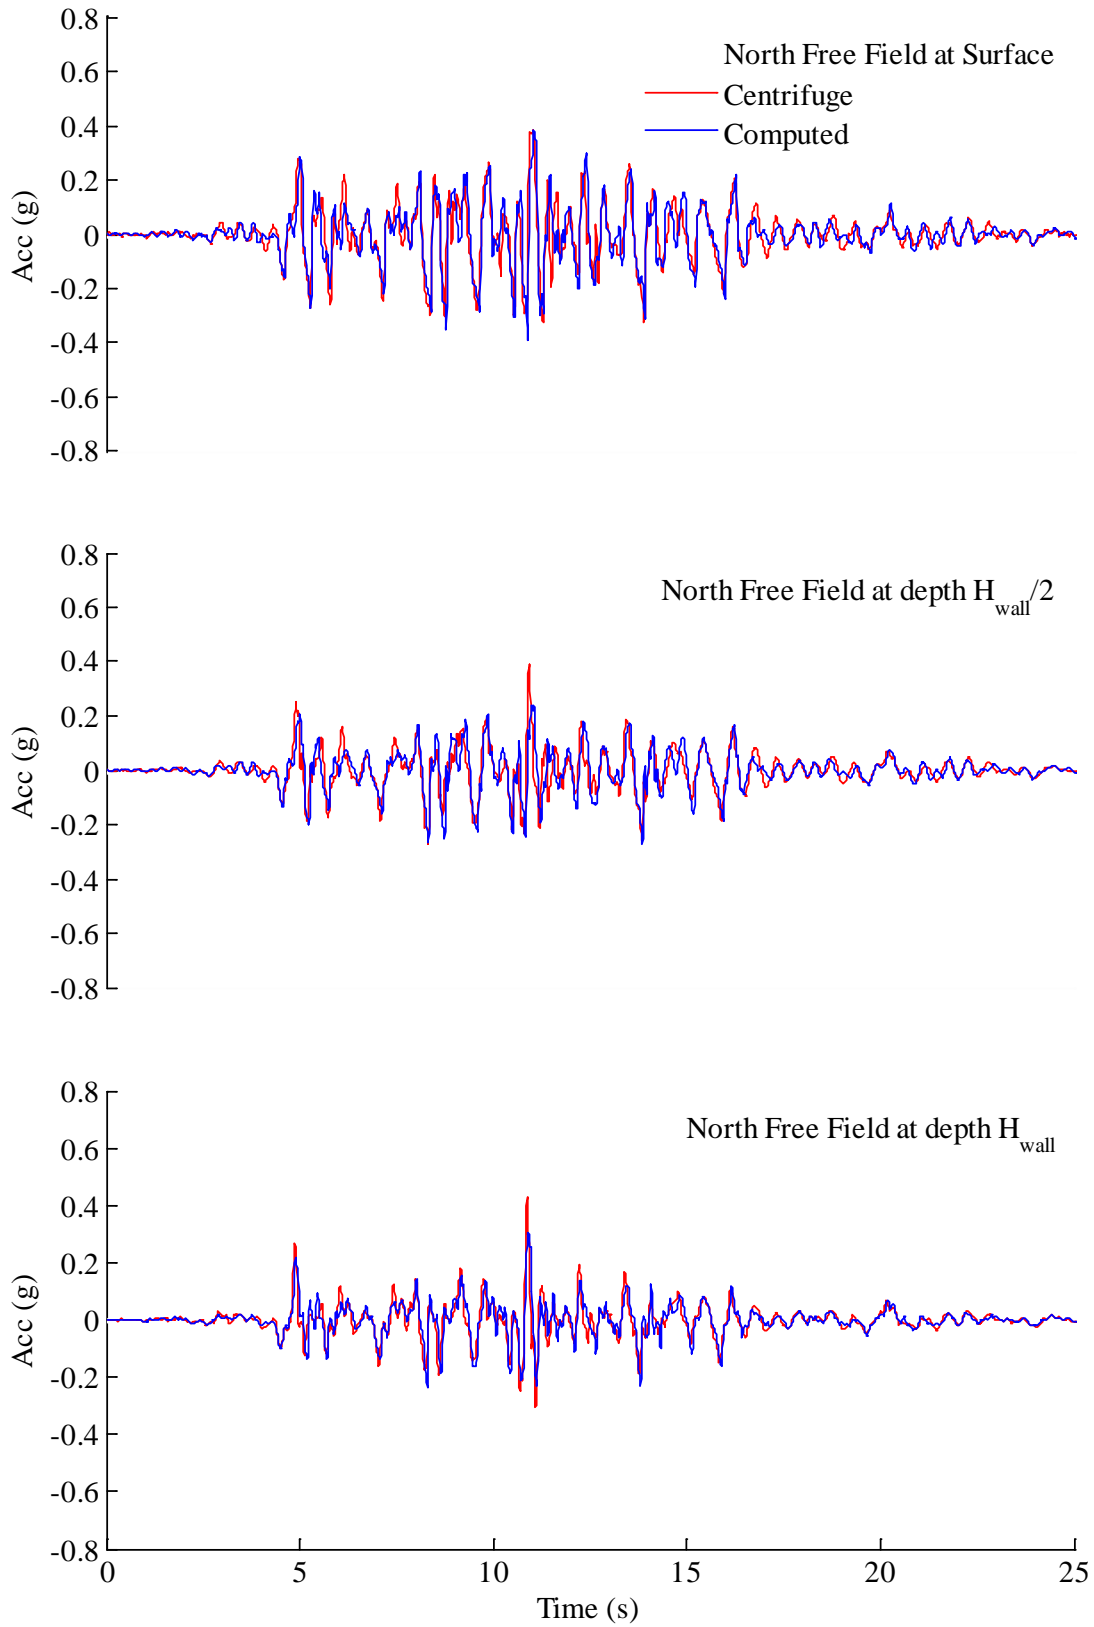 0.8
0.6
0.4
0.2
0
-0.2
-0.4
-0.6
-0.8
Acc (g)
North Free Field at Surface
Centrifuge
Computed
0.8
0.6
0.4
0.2
0
-0.2
-0.4
-0.6
-0.8
Acc (g)
North Free Field at depth H_wall/2
0.8
0.6
0.4
0.2
0
-0.2
-0.4
-0.6
-0.8
Acc (g)
North Free Field at depth H_wall
0 5 10 15 20 25
Time (s)